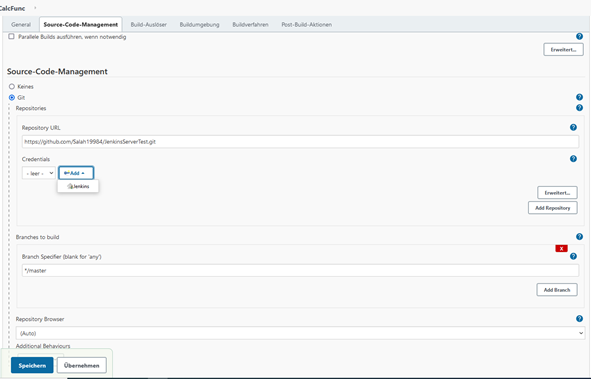 CalcFunc
General Source-Code-Management Build-Auslöser Buildumgebung Buildverfahren Post-Build-Aktionen
Parallele Builds ausführen, wenn notwendig
Erweitert...
Source-Code-Management
Keines
Git
Repositories
Repository URL
https://github.com/Salah19984/JenkinsServerTest.git
Credentials
- leer - Add
Jenkins
Erweitert...
Add Repository
Branches to build
X
Branch Specifier (blank for 'any')
*/master
Add Branch
Repository Browser
(Auto)
Additional Behaviours
Speichern Übernehmen